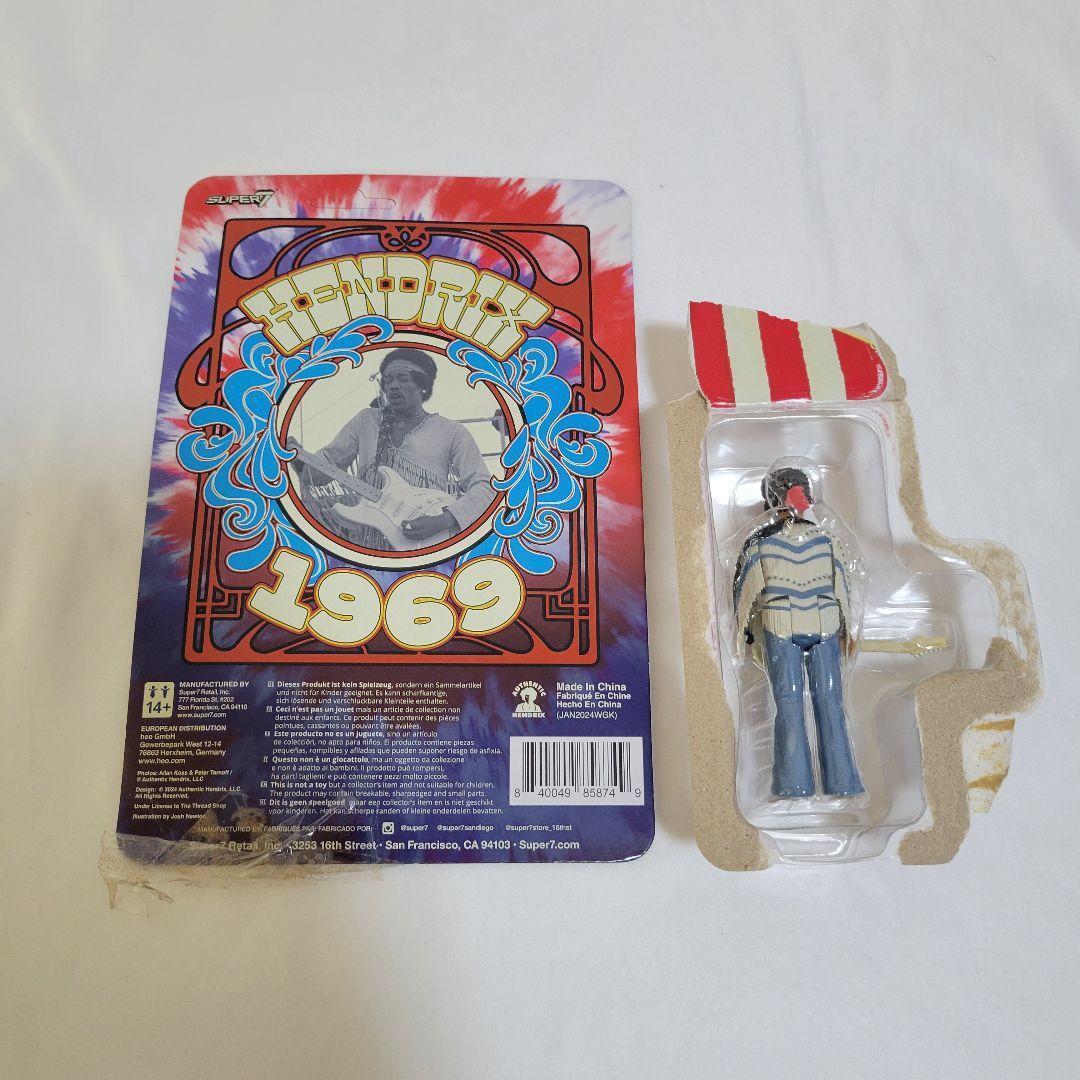 SUPER7
HENDRIX
1969
14+
MANUFACTURED BY
Super7 Retail, Inc.
777 Florida St. #202
San Francisco, CA 94110
www.super7.com
EUROPEAN DISTRIBUTION
heo GmbH
Gewerbepark West 12-14
76863 Herxheim, Germany
www.heo.com
Photos: Allan Koss & Peter Tarnoff /
© Authentic Hendrix, LLC
Design: © 2024 Authentic Hendrix, LLC.
All Rights Reserved.
Under License to The Thread Shop
Illustration by Josh
Dieses Produkt ist kein Spielzeug, sondern ein Sammelartikel
und nicht für Kinder geeignet. Es kann scharfkantige,
sich lösende und verschluckbare Kleinteile enthalten.
Ceci n'est pas un jouet mais un article de collection non
destiné aux enfants. Ce produit peut contenir des pièces
pointues, cassantes ou pouvant être avalées.
Este producto no es un juguete, sino un artículo
de colección, no apto para niños. El producto contiene piezas
pequeñas, rompibles y afiladas que pueden suponer riesgo de asfixia.
Questo non è un giocattolo, ma un oggetto da collezione
e non è adatto ai bambini. Il prodotto può rompersi,
ha parti taglienti e può contenere pezzi molto piccole.
This is not a toy but a collector's item and not suitable for children.
The product may contain breakable, sharpedged and small parts.
Dit is geen speelgoed maar een collector's item en is niet geschikt
voor kinderen. Het kan scherpe randen of kleine onderdelen bevatten.
AUTHENTIC
HENDRIX
Made In China
Fabriqué En Chine
Hecho En China
(JAN2024WGK)
8 40049 85874 9
MANUFACTURED BY: FABRIQUÉS PAR: FABRICADO POR: @super7 @super7sandiego @super7store_16thst
Super7 Retail, Inc. • 3253 16th Street • San Francisco, CA 94103 • Super7.com